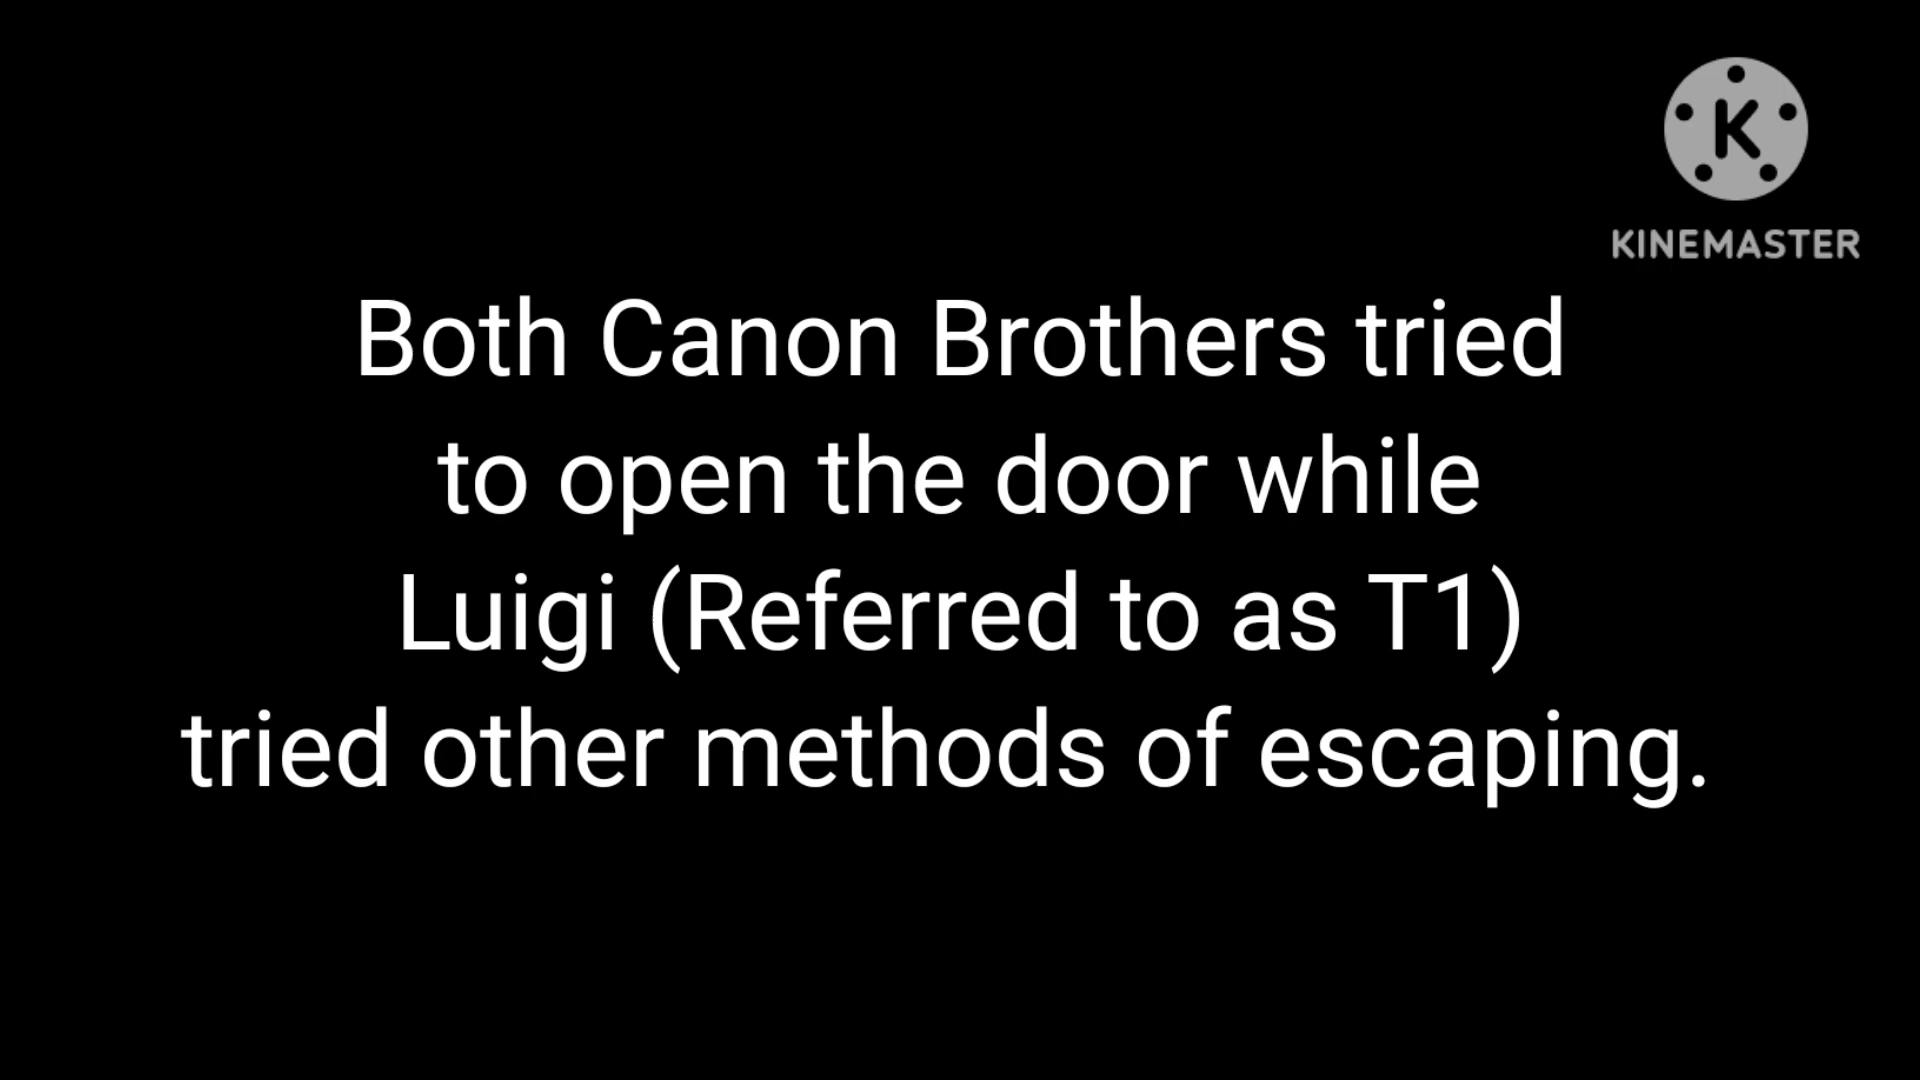 K
KINEMASTER
Both Canon Brothers tried
to open the door while
Luigi (Referred to as T1)
tried other methods of escaping.